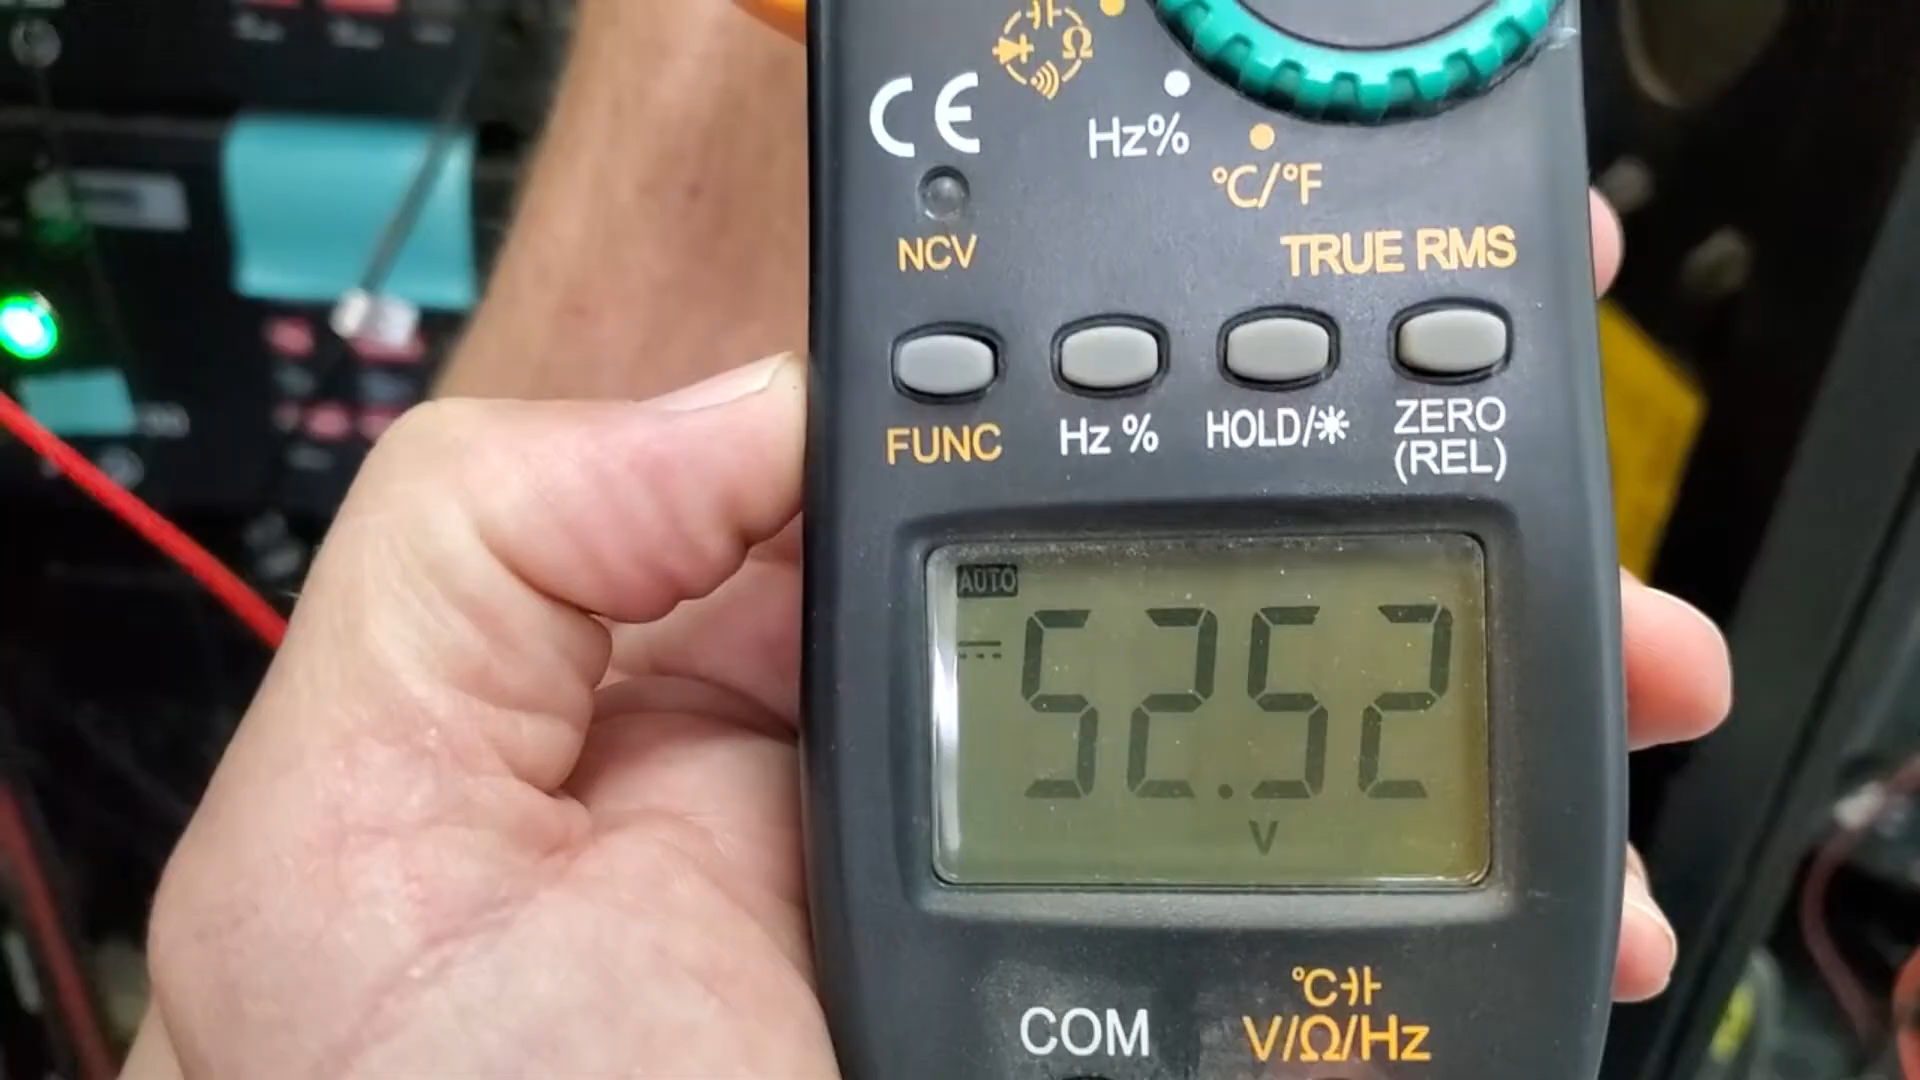 Ω
CE
Hz%
°C/°F
NCV
TRUE RMS
FUNC
Hz %
HOLD/☀
ZERO
(REL)
AUTO
52.52
V
COM
°C
V/Ω/Hz